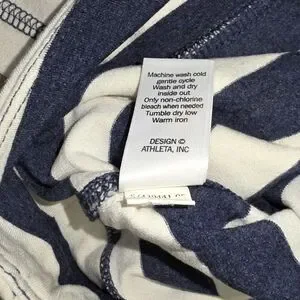 Machine wash cold
gentle cycle
Wash and dry
inside out
Only non-chlorine
bleach when needed
Tumble dry low
Warm iron
DESIGN ©
ATHLETA, INC